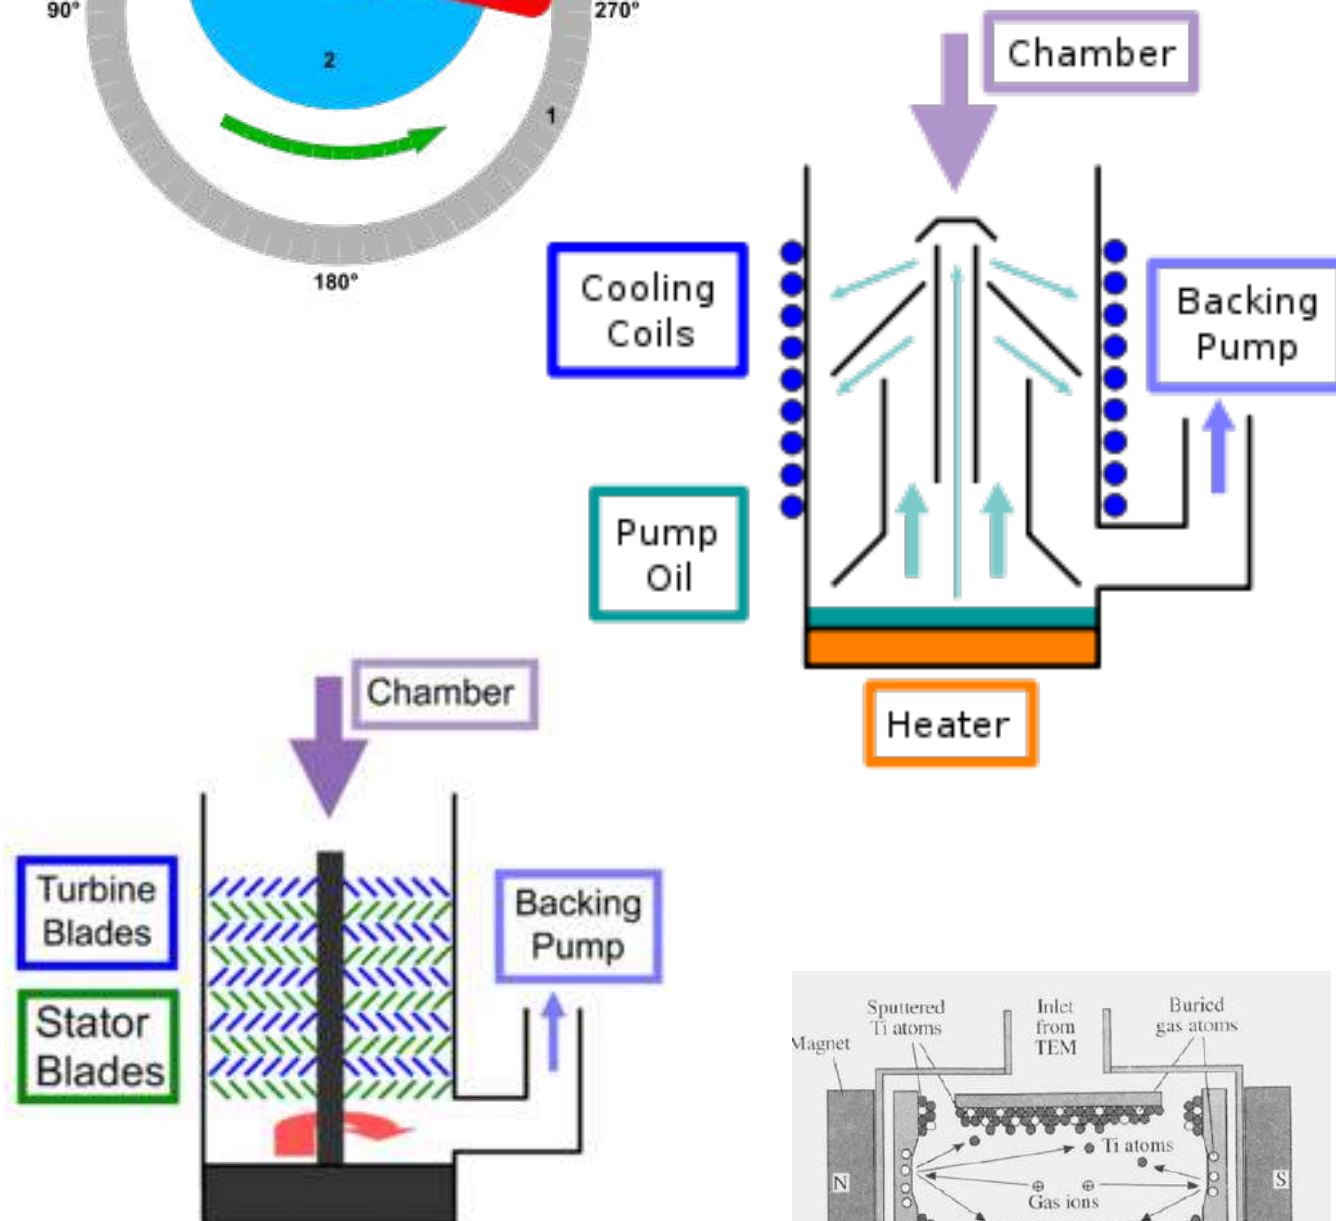 90°
270°
2
1
180°
Chamber
Cooling
Coils
Backing
Pump
Pump
Oil
Heater
Chamber
Turbine
Blades
Backing
Pump
Stator
Blades
Sputtered
Ti atoms
Inlet
from
TEM
Buried
gas atoms
Magnet
Ti atoms
N
S
Gas ions